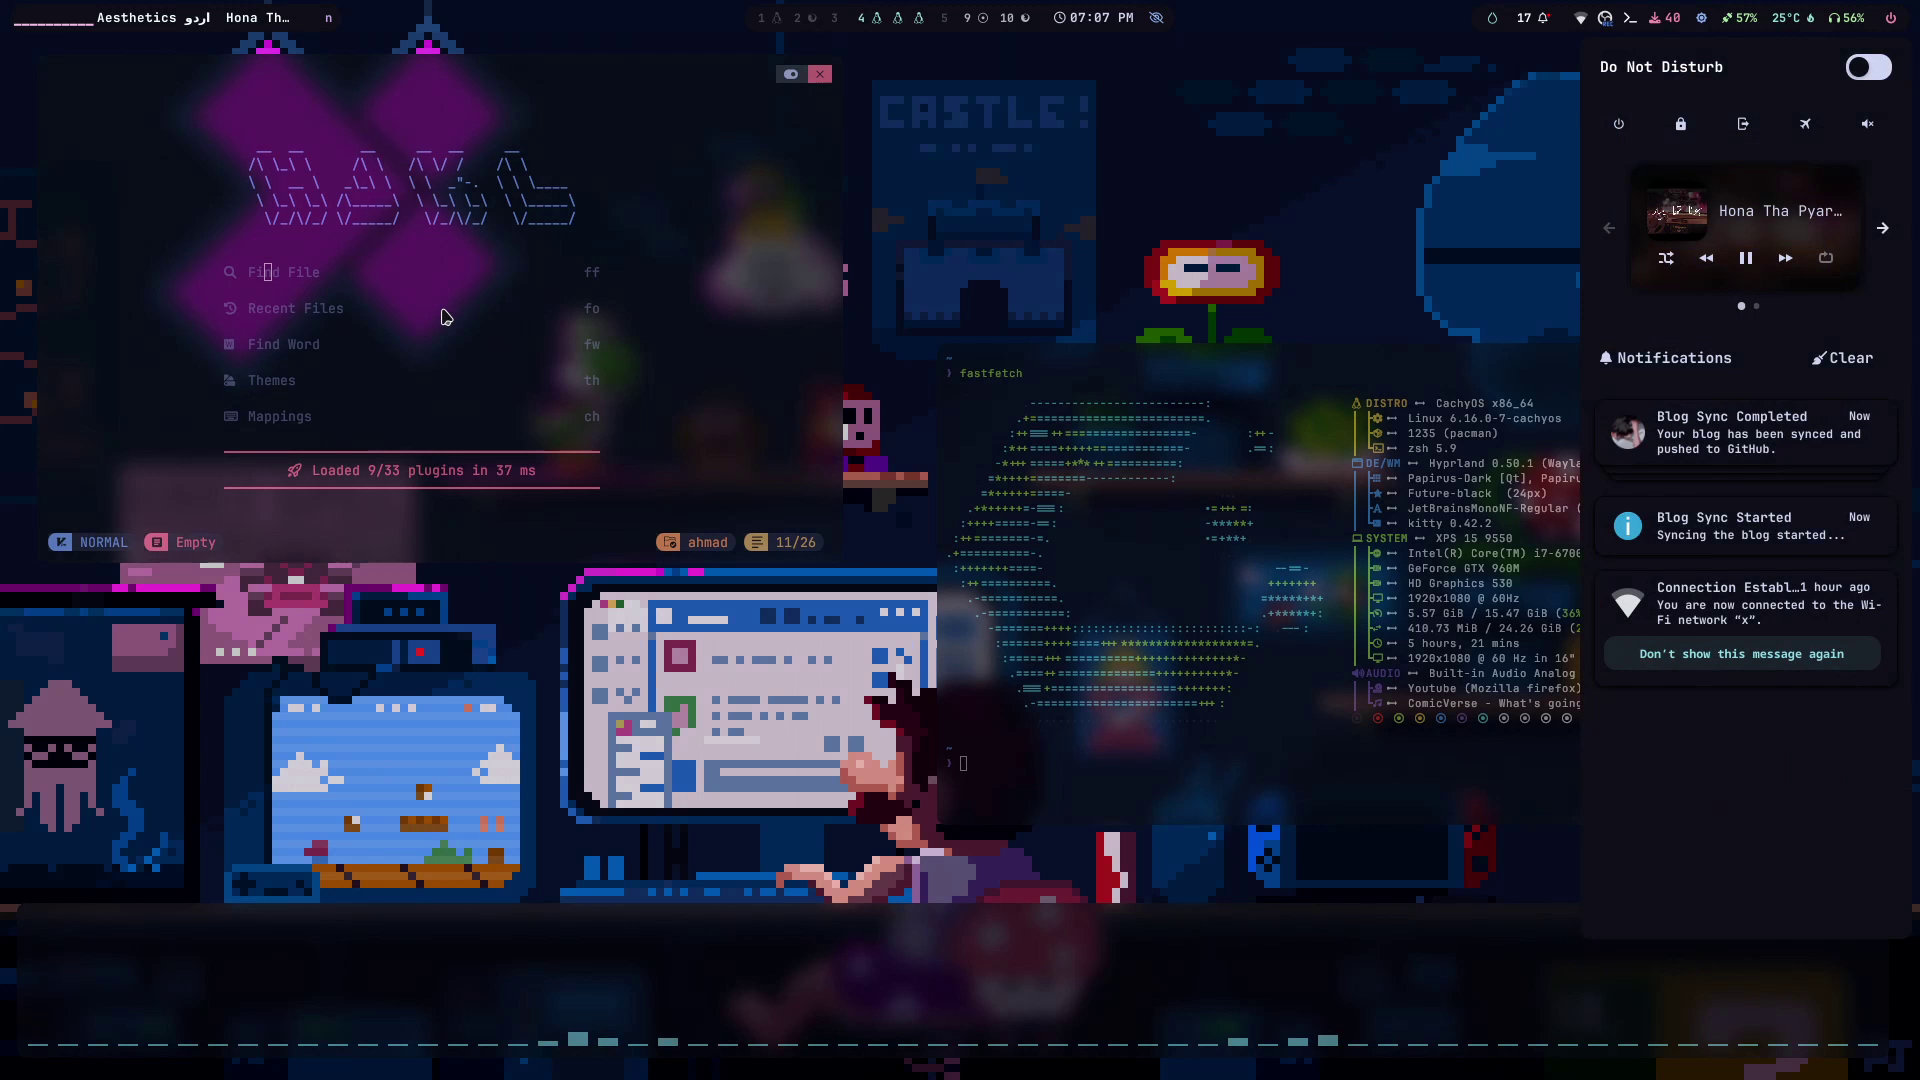 Aesthetics اردو Hona Th… n
1 2 3 4 5 9 10 07:07 PM
17 40 57% 25°C 56%
Do Not Disturb
Hona Tha Pyar…
Notifications Clear
Blog Sync Completed Now
Your blog has been synced and
pushed to GitHub.
Blog Sync Started Now
Syncing the blog started...
Connection Establ…1 hour ago
You are now connected to the Wi-
Fi network “x”.
Don't show this message again
CASTLE!
Find File ff
Recent Files fo
Find Word fw
Themes th
Mappings ch
Loaded 9/33 plugins in 37 ms
NORMAL Empty ahmad 11/26
~
❯ fastfetch
DISTRO CachyOS x86_64
Linux 6.16.0-7-cachyos
1235 (pacman)
zsh 5.9
DE/WM Hyprland 0.50.1 (Wayla
Papirus-Dark [Qt], Papiru
Future-black (24px)
JetBrainsMonoNF-Regular (
kitty 0.42.2
SYSTEM XPS 15 9550
Intel(R) Core(TM) i7-6700
GeForce GTX 960M
HD Graphics 530
1920x1080 @ 60Hz
5.57 GiB / 15.47 GiB (36%
410.73 MiB / 24.26 GiB (2
5 hours, 21 mins
1920x1080 @ 60 Hz in 16"
AUDIO Built-in Audio Analog
Youtube (Mozilla firefox)
ComicVerse - What's going
~
❯